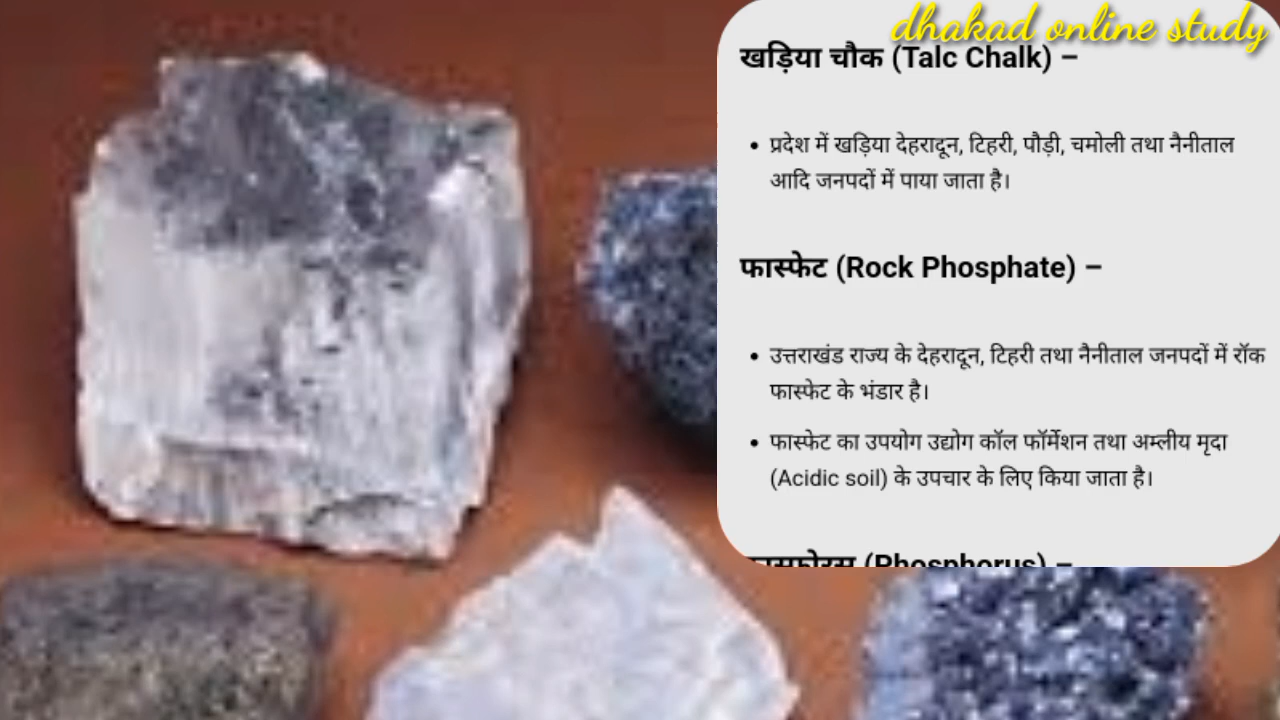 dhakad online study
खड़िया चौक (Talc Chalk) –
• प्रदेश में खड़िया देहरादून, टिहरी, पौड़ी, चमोली तथा नैनीताल
आदि जनपदों में पाया जाता है।
फास्फेट (Rock Phosphate) –
• उत्तराखंड राज्य के देहरादून, टिहरी तथा नैनीताल जनपदों में रॉक
फास्फेट के भंडार है।
• फास्फेट का उपयोग उद्योग कॉल फॉर्मेशन तथा अम्लीय मृदा
(Acidic soil) के उपचार के लिए किया जाता है।
(Phosphorus) –